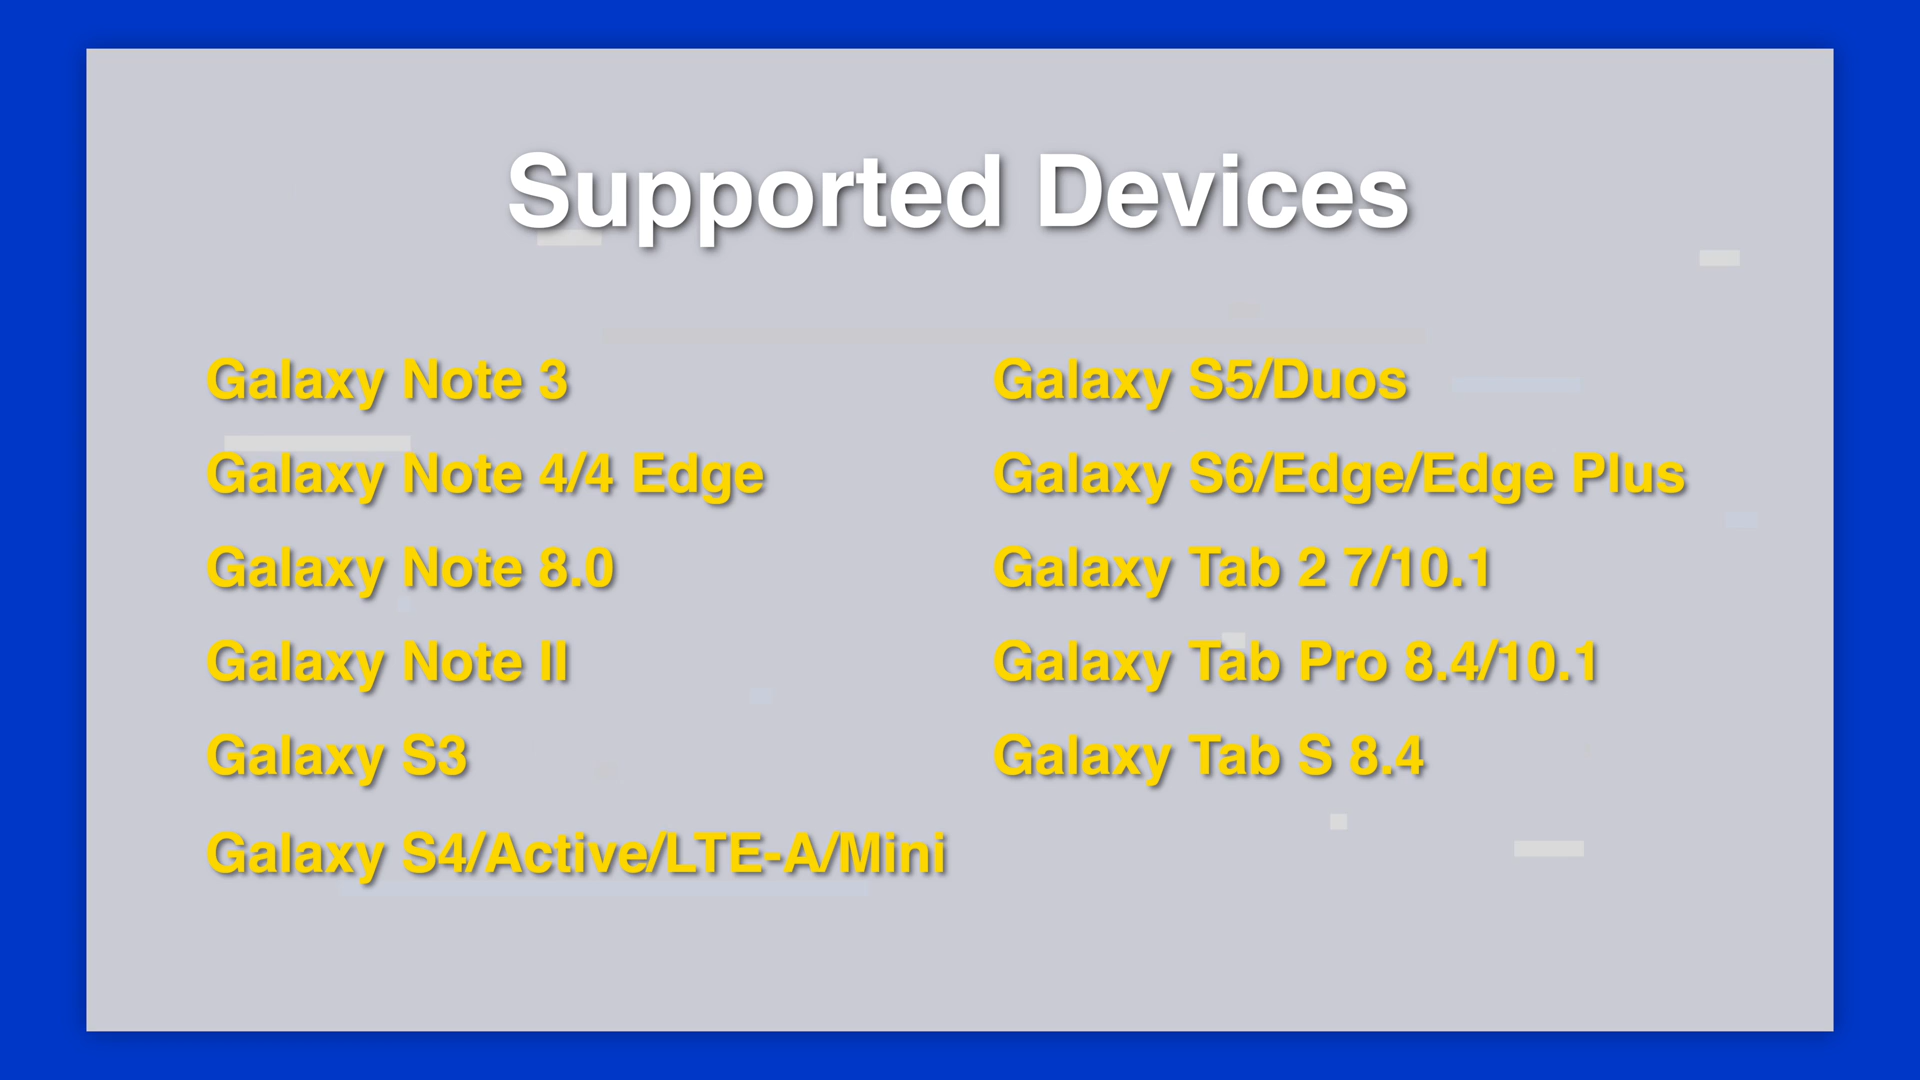 Supported Devices
Galaxy Note 3
Galaxy Note 4/4 Edge
Galaxy Note 8.0
Galaxy Note II
Galaxy S3
Galaxy S4/Active/LTE-A/Mini
Galaxy S5/Duos
Galaxy S6/Edge/Edge Plus
Galaxy Tab 2 7/10.1
Galaxy Tab Pro 8.4/10.1
Galaxy Tab S 8.4